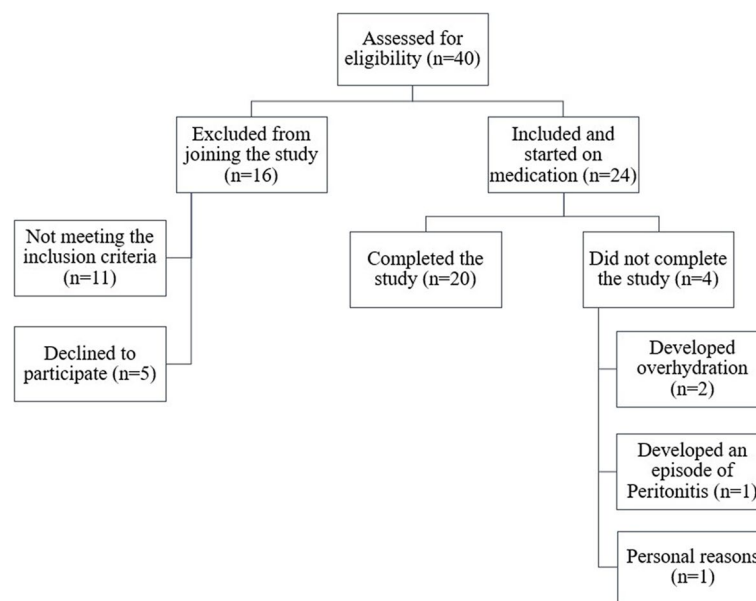 Assessed for
eligibility (n=40)
Excluded from
joining the study
(n=16)
Included and
started on
medication (n=24)
Not meeting the
inclusion criteria
(n=11)
Declined to
participate (n=5)
Completed the
study (n=20)
Did not complete
the study (n=4)
Developed
overhydration
(n=2)
Developed an
episode of
Peritonitis (n=1)
Personal reasons
(n=1)